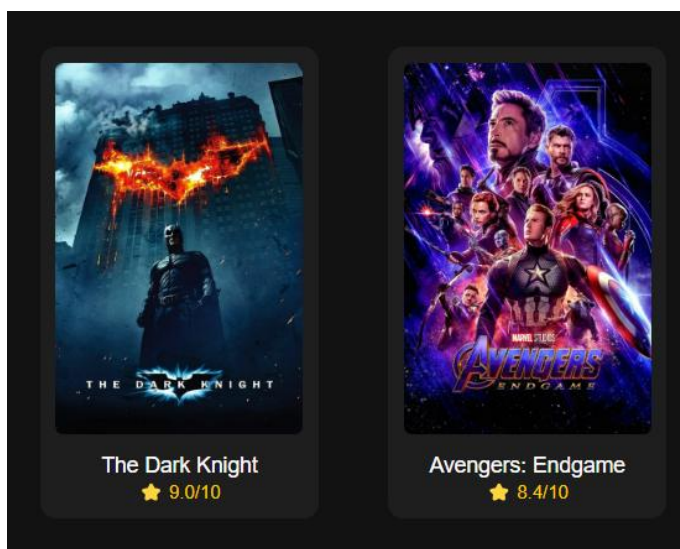 THE DARK KNIGHT
The Dark Knight
9.0/10
MARVEL STUDIOS
AVENGERS
ENDGAME
Avengers: Endgame
8.4/10